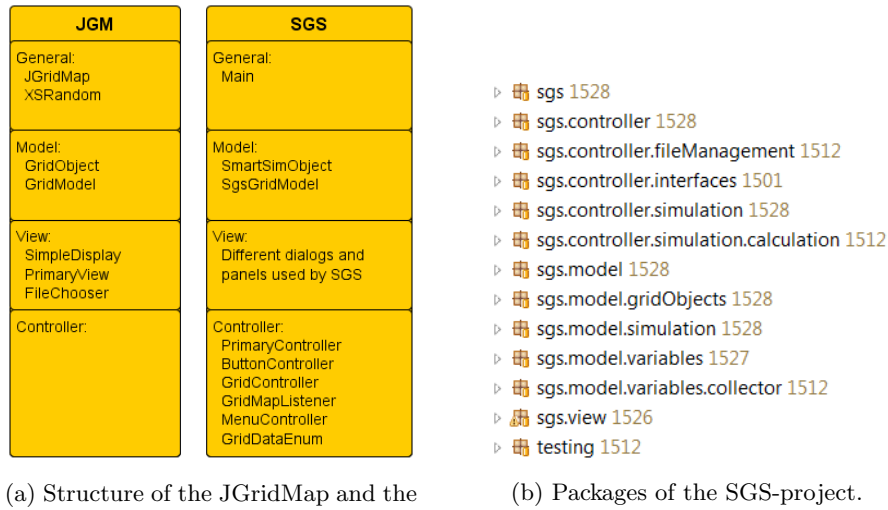 JGM
General:
JGridMap
XSRandom
Model:
GridObject
GridModel
View:
SimpleDisplay
PrimaryView
FileChooser
Controller:
SGS
General:
Main
Model:
SmartSimObject
SgsGridModel
View:
Different dialogs and
panels used by SGS
Controller:
PrimaryController
ButtonController
GridController
GridMapListener
MenuController
GridDataEnum
(a) Structure of the JGridMap and the
sgs 1528
sgs.controller 1528
sgs.controller.fileManagement 1512
sgs.controller.interfaces 1501
sgs.controller.simulation 1528
sgs.controller.simulation.calculation 1512
sgs.model 1528
sgs.model.gridObjects 1528
sgs.model.simulation 1528
sgs.model.variables 1527
sgs.model.variables.collector 1512
sgs.view 1526
testing 1512
(b) Packages of the SGS-project.